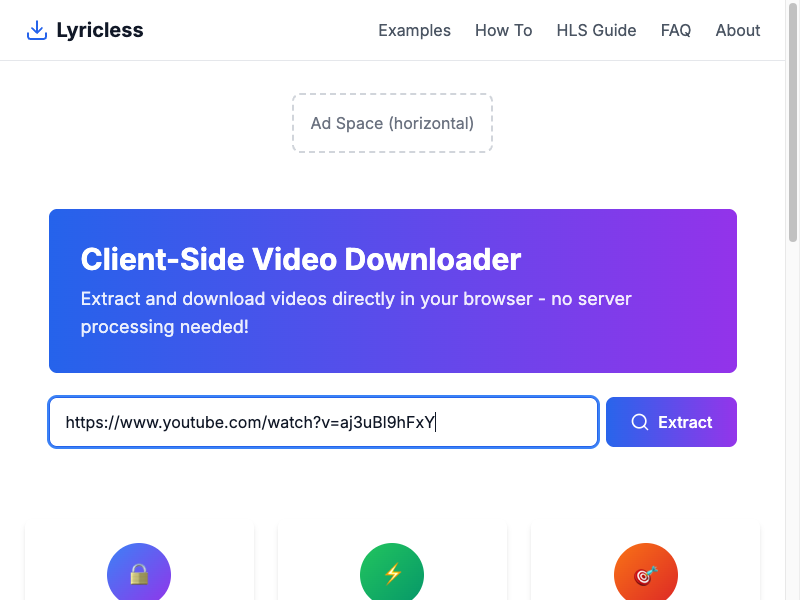 Lyricless
Examples
How To
HLS Guide
FAQ
About
Ad Space (horizontal)
Client-Side Video Downloader
Extract and download videos directly in your browser - no server
processing needed!
https://www.youtube.com/watch?v=aj3uBl9hFxY
Extract